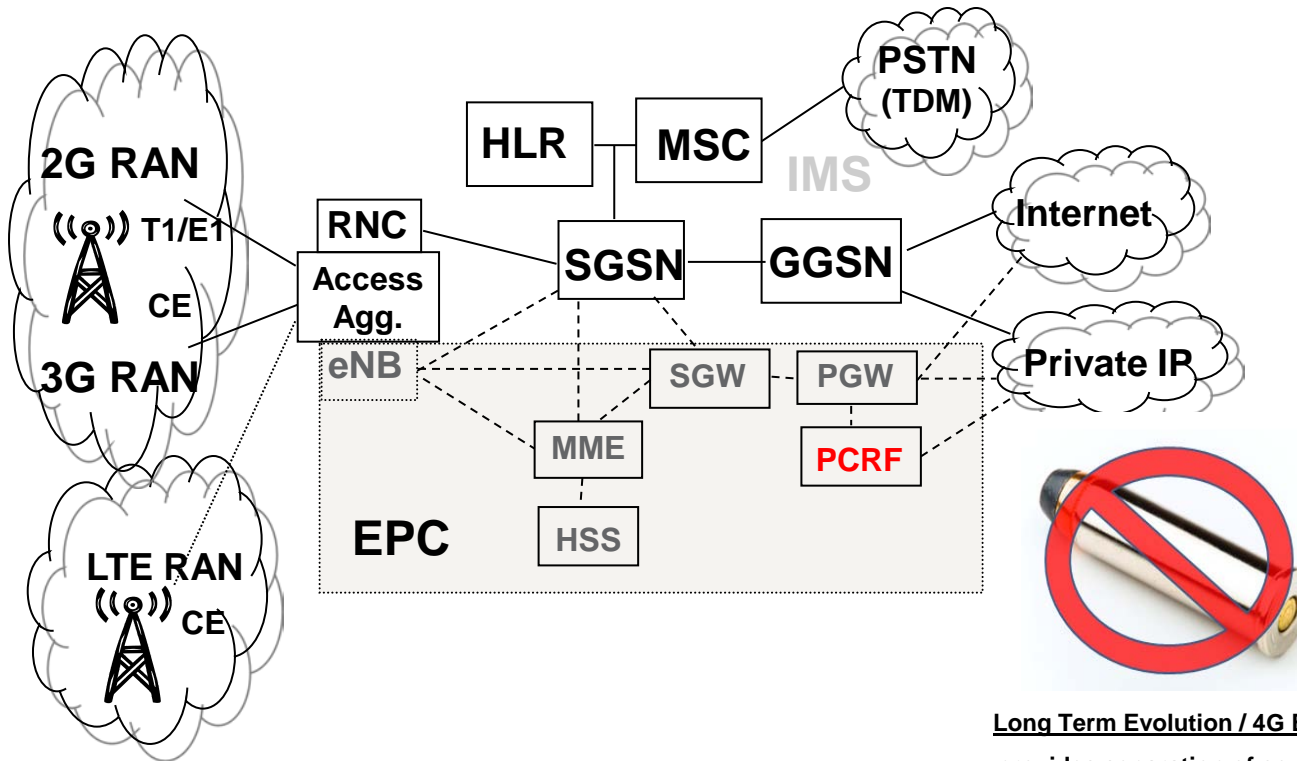 PSTN
(TDM)
HLR
MSC
IMS
2G RAN
T1/E1
RNC
Internet
SGSN
GGSN
Access
Agg.
CE
3G RAN
eNB
SGW
PGW
Private IP
MME
PCRF
EPC
HSS
LTE RAN
CE
Long Term Evolution / 4G